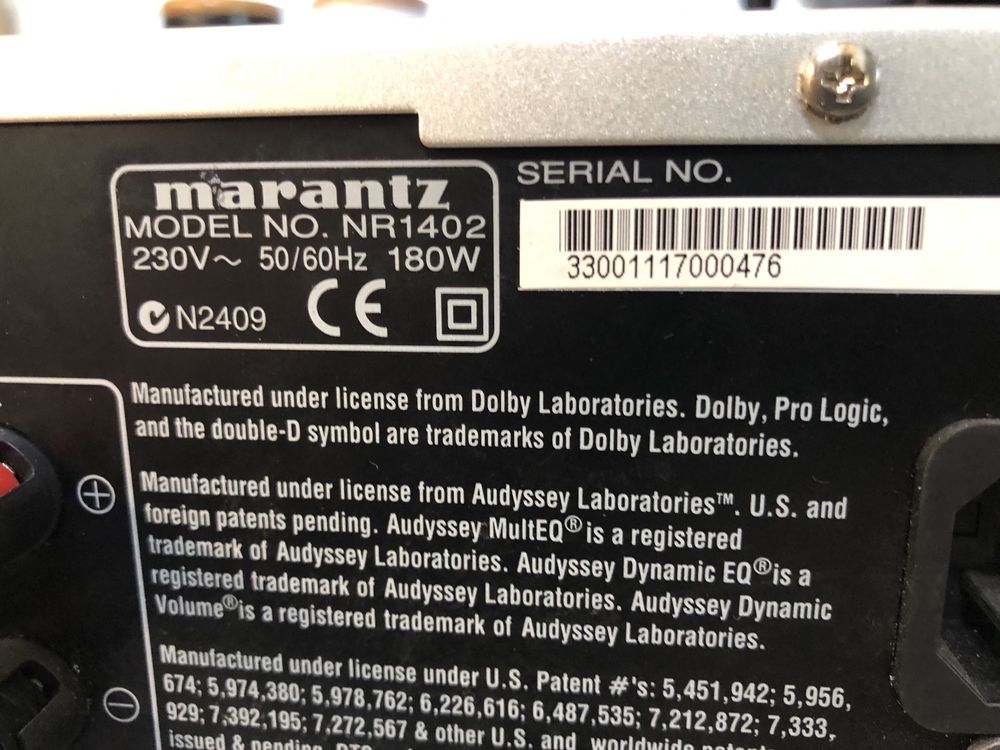 marantz
MODEL NO. NR1402
230V~ 50/60Hz 180W
N2409 CE
SERIAL NO.
33001117000476
Manufactured under license from Dolby Laboratories. Dolby, Pro Logic,
and the double-D symbol are trademarks of Dolby Laboratories.
Manufactured under license from Audyssey Laboratories™. U.S. and
foreign patents pending. Audyssey MultEQ® is a registered
trademark of Audyssey Laboratories. Audyssey Dynamic EQ® is a
registered trademark of Audyssey Laboratories. Audyssey Dynamic
Volume® is a registered trademark of Audyssey Laboratories.
Manufactured under license under U.S. Patent #'s: 5,451,942; 5,956,
674; 5,974,380; 5,978,762; 6,226,616; 6,487,535; 7,212,872; 7,333,
929; 7,392,195; 7,272,567 & other U.S. and worldwide
issued & pending. DTS